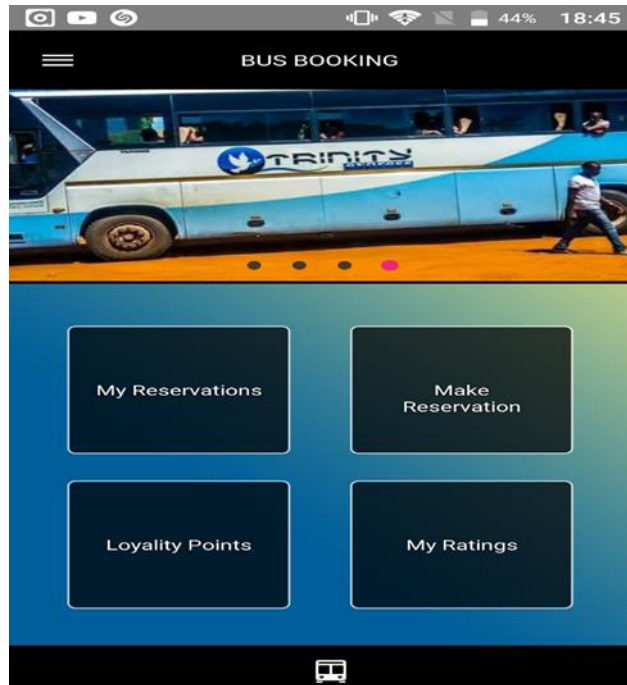 44% 18:45
BUS BOOKING
TRINITY
My Reservations
Make
Reservation
Loyality Points
My Ratings